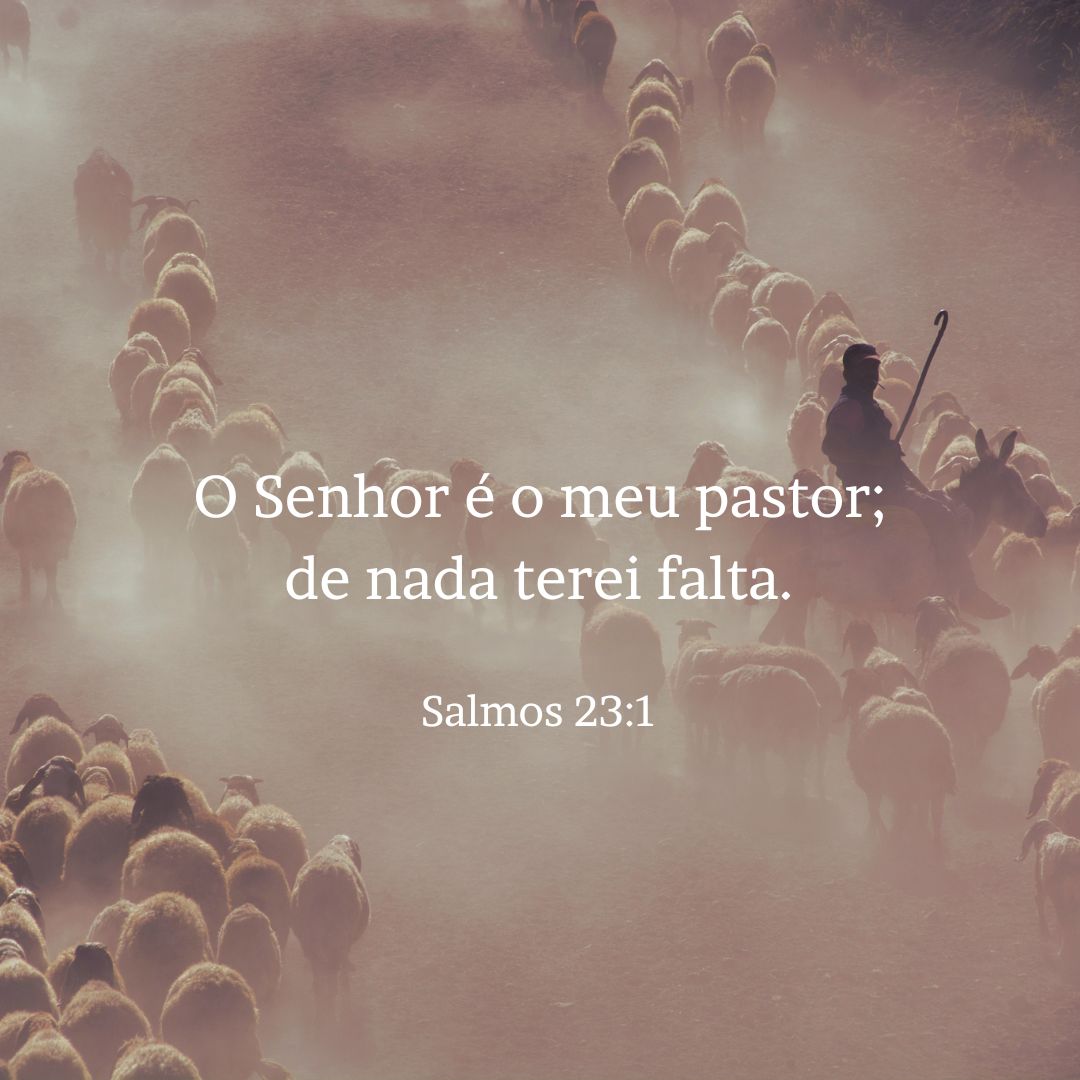 O Senhor é o meu pastor;
de nada terei falta.
Salmos 23:1